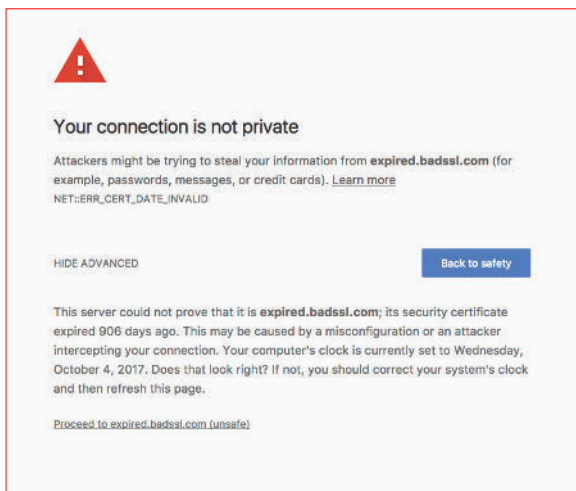 Your connection is not private
Attackers might be trying to steal your information from expired.badssl.com (for
example, passwords, messages, or credit cards). Learn more
NET::ERR_CERT_DATE_INVALID
HIDE ADVANCED
Back to safety
This server could not prove that it is expired.badssl.com; its security certificate
expired 906 days ago. This may be caused by a misconfiguration or an attacker
intercepting your connection. Your computer's clock is currently set to Wednesday,
October 4, 2017. Does that look right? If not, you should correct your system's clock
and then refresh this page.
Proceed to expired.badssl.com (unsafe)